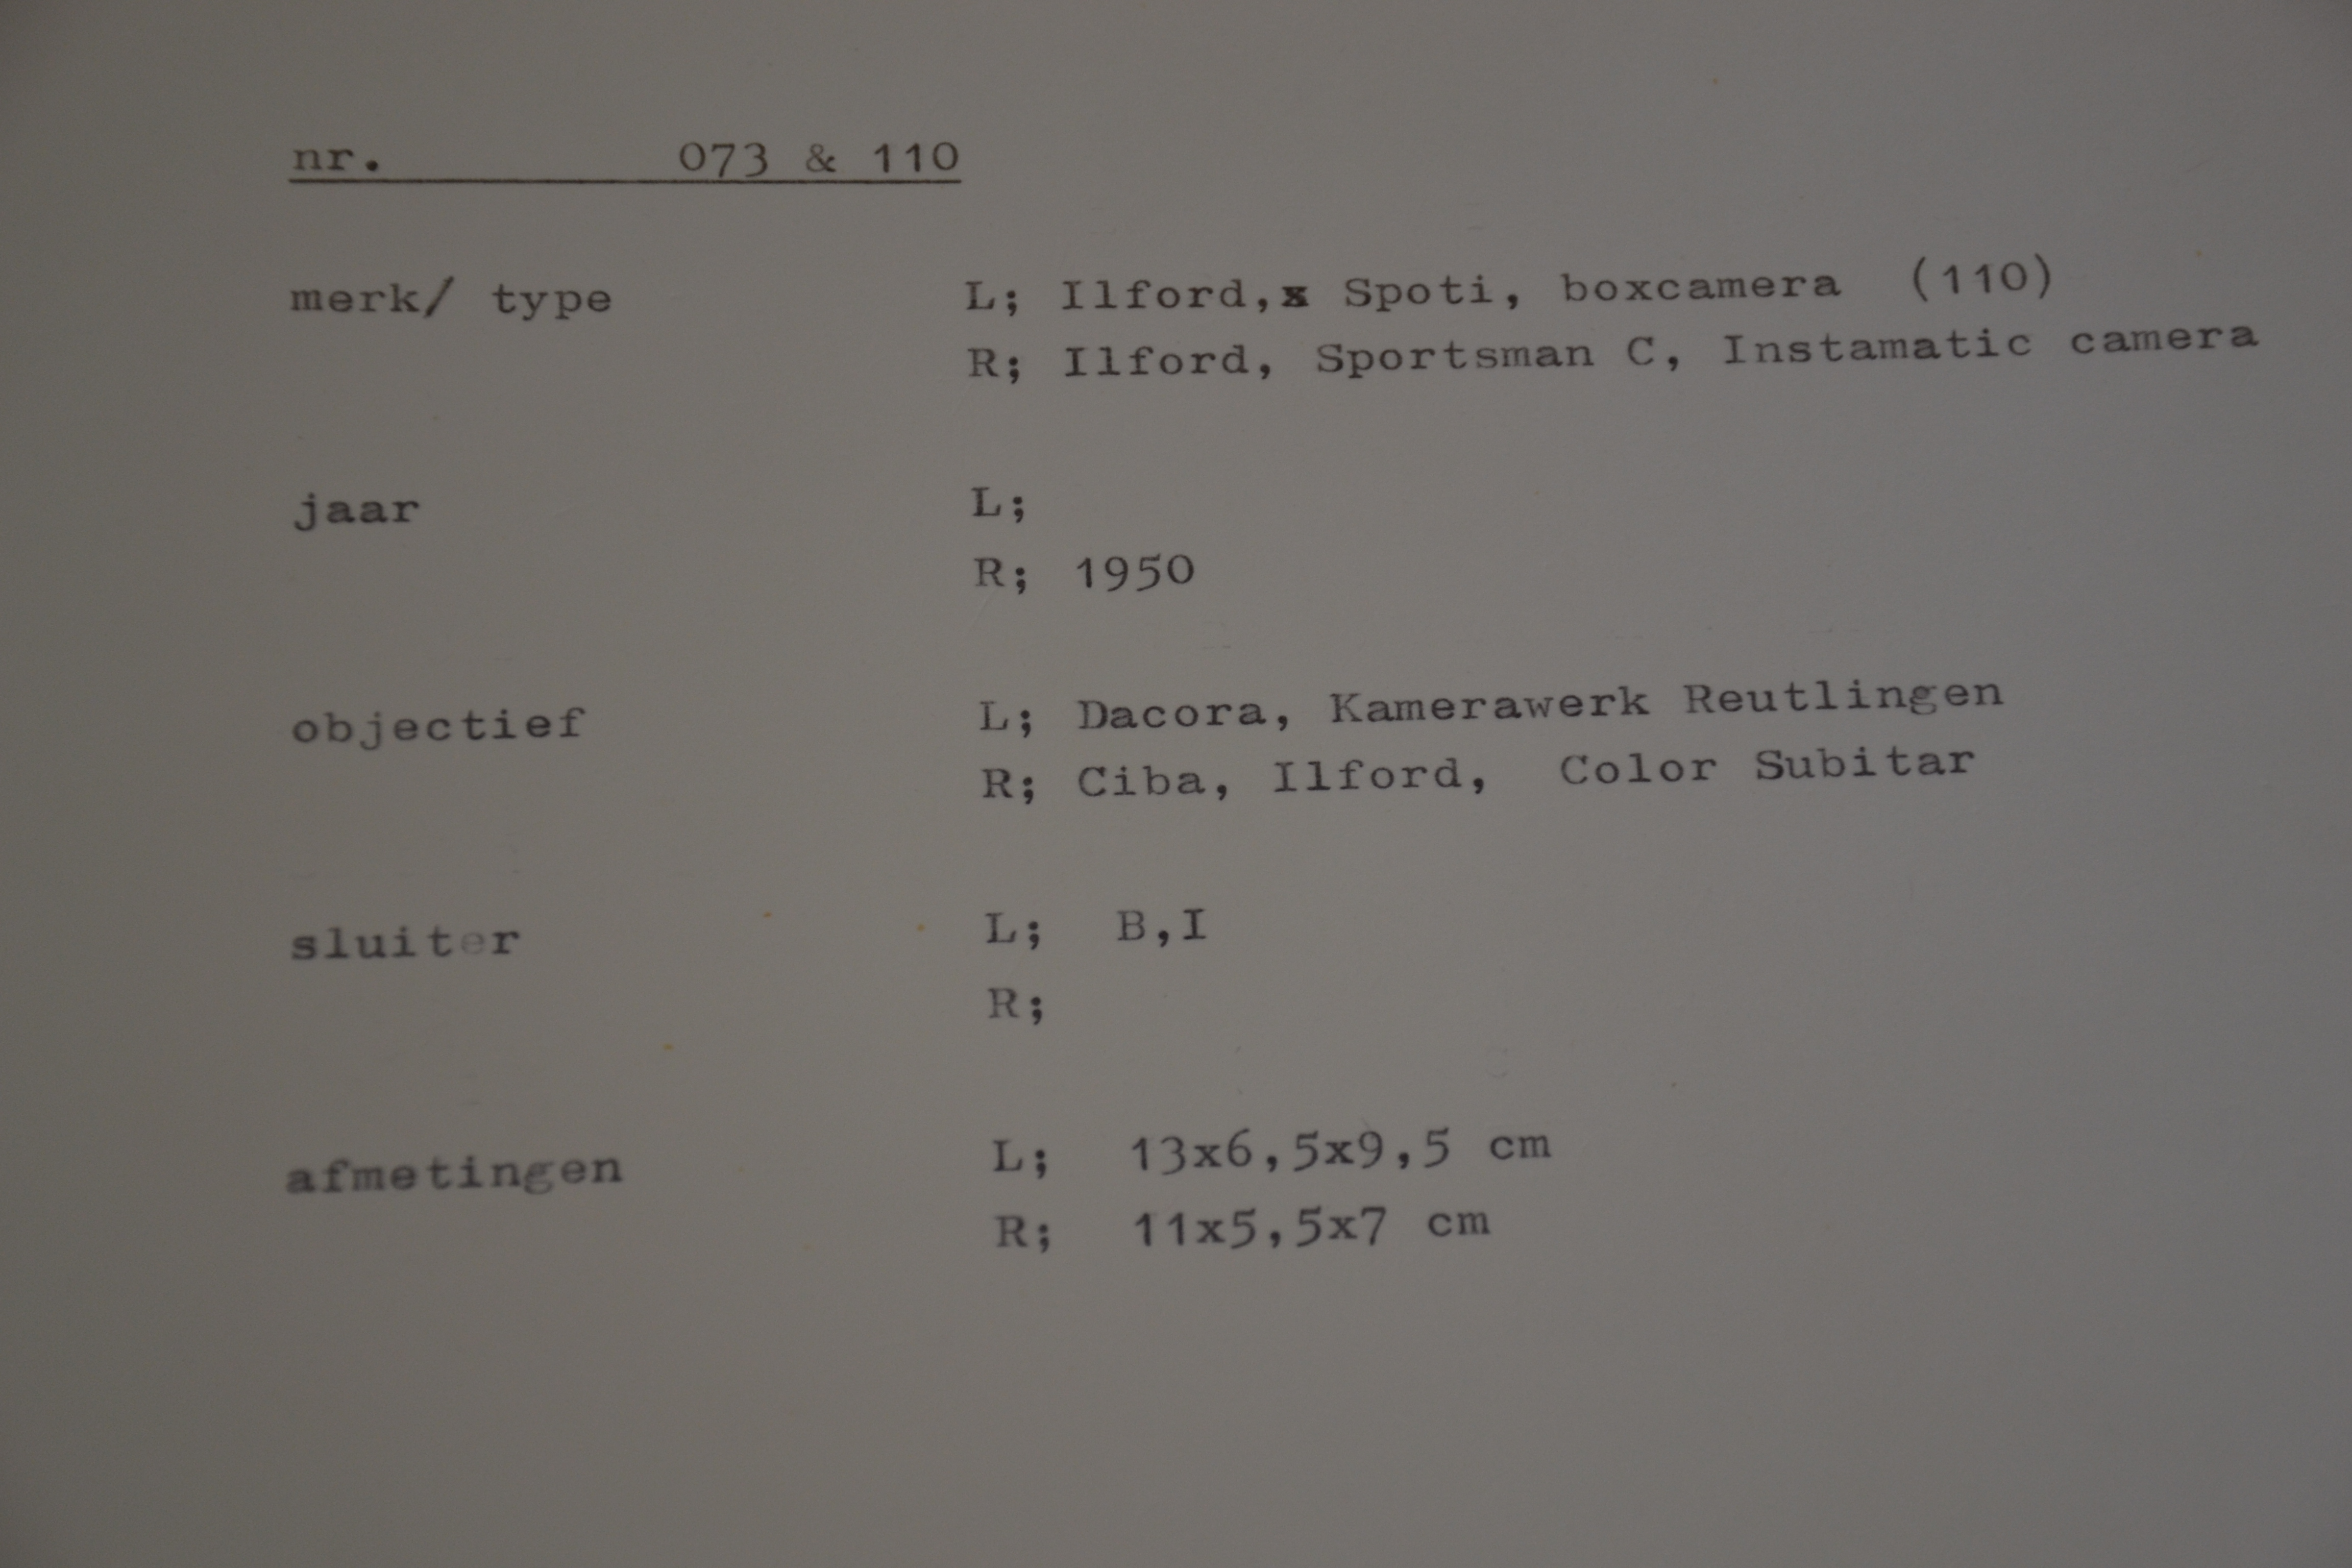 nr. 073 & 110
merk/ type L; Ilford,x Spoti, boxcamera (110)
R; Ilford, Sportsman C, Instamatic camera
jaar L;
R; 1950
objectief L; Dacora, Kamerawerk Reutlingen
R; Ciba, Ilford, Color Subitar
sluiter L; B,I
R;
afmetingen L; 13x6,5x9,5 cm
R; 11x5,5x7 cm